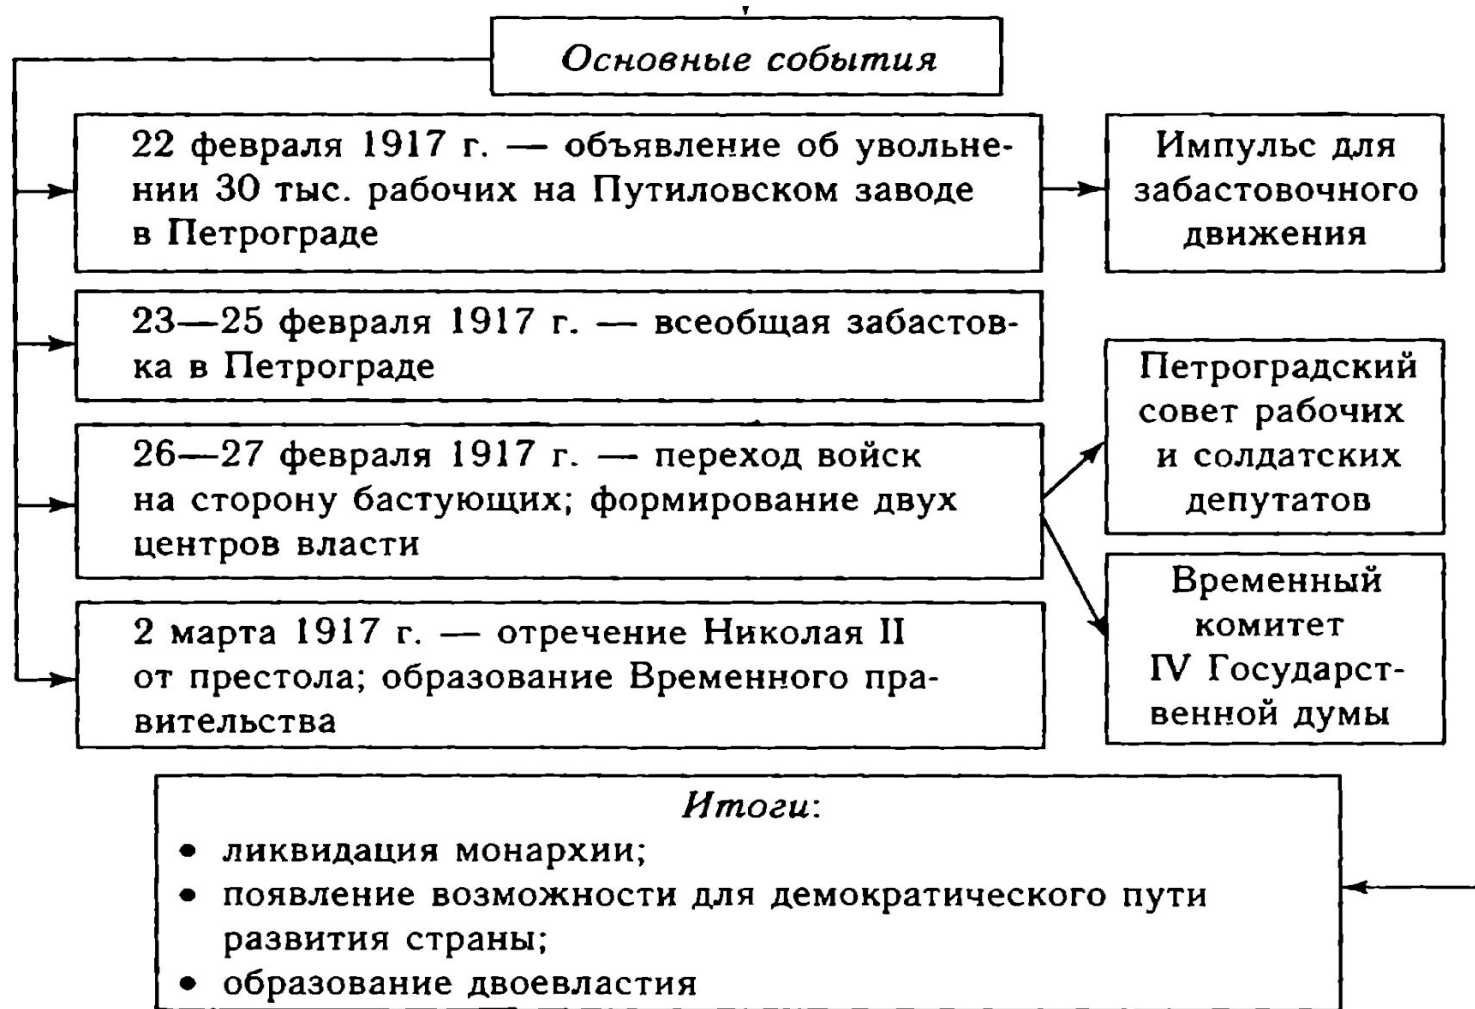 Основные события
22 февраля 1917 г. — объявление об увольне-
нии 30 тыс. рабочих на Путиловском заводе
в Петрограде
Импульс для
забастовочного
движения
23—25 февраля 1917 г. — всеобщая забастов-
ка в Петрограде
26—27 февраля 1917 г. — переход войск
на сторону бастующих; формирование двух
центров власти
Петроградский
совет рабочих
и солдатских
депутатов
Временный
комитет
IV Государст-
венной думы
2 марта 1917 г. — отречение Николая II
от престола; образование Временного пра-
вительства
Итоги:
• ликвидация монархии;
• появление возможности для демократического пути
развития страны;
• образование двоевластия